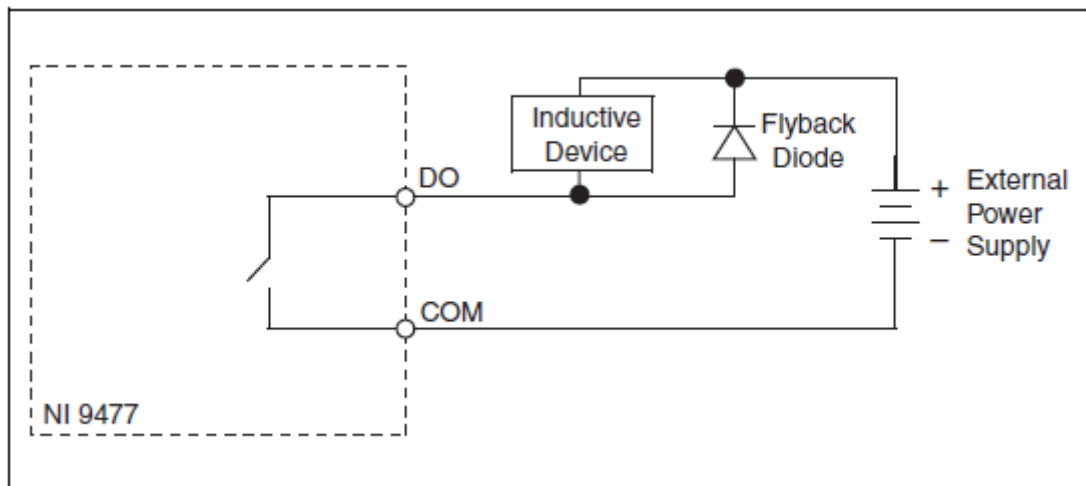 Inductive
Device
Flyback
Diode
DO
+
External
Power
Supply
–
COM
NI 9477